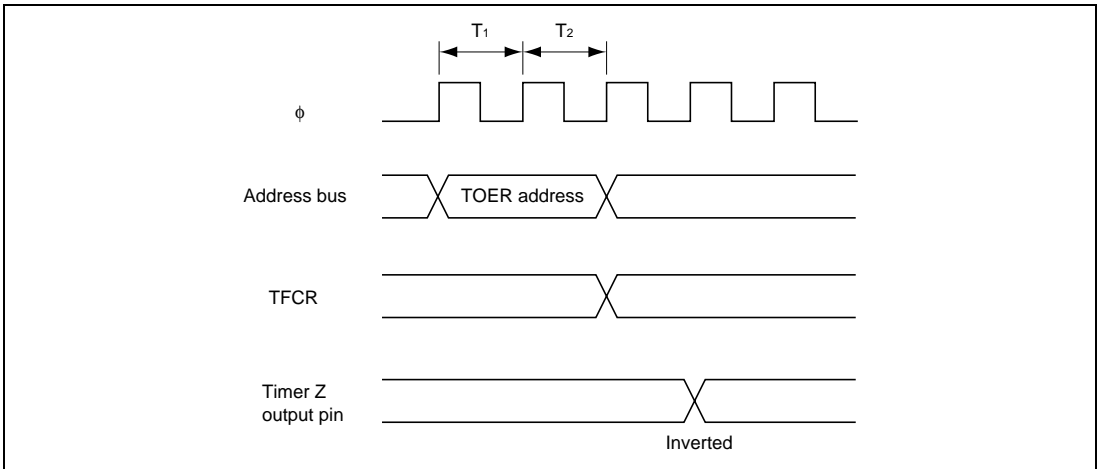 T1 T2
ϕ
Address bus TOER address
TFCR
Timer Z
output pin
Inverted